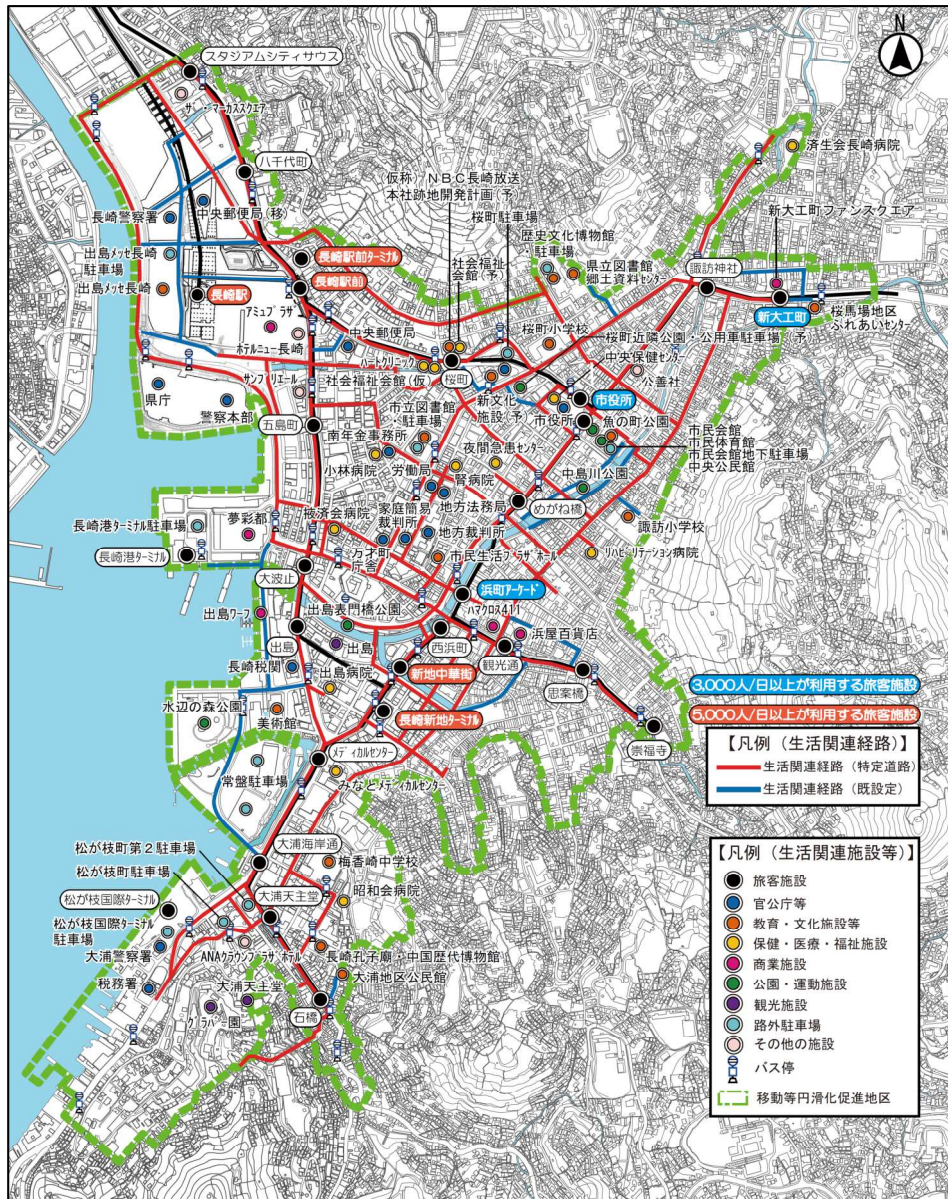 N
スタジアムシティサウス
ザ・マーカススクエア
八千代町
済生会長崎病院
(仮称) NBC長崎放送
本社跡地開発計画(予)
桜町駐車場
長崎警察署
中央郵便局(移)
歴史文化博物館
・駐車場
新大工町ファンスクエア
出島メッセ長崎
駐車場
長崎駅前ターミナル
社会福祉
会館(予)
県立図書館
郷土資料センター
諏訪神社
出島メッセ長崎
長崎駅
長崎駅前
新大工町
桜馬場地区
ふれあいセンター
アミュプラザ
中央郵便局
桜町小学校
桜町近隣公園・公用車駐車場(予)
ホテルニュー長崎
ハートクリニック
中央保健センター
サンプリエール
社会福祉会館(仮)
桜町
公善社
県庁
警察本部
市立図書館
・駐車場
新文化
施設(予)
市役所
市役所
魚の町公園
五島町
南年金事務所
夜間急患センター
市民会館
市民体育館
市民会館地下駐車場
中央公民館
小林病院
労働局
腎病院
中島川公園
長崎港ターミナル駐車場
夢彩都
掖済会病院
家庭簡易
裁判所
地方法務局
めがね橋
諏訪小学校
長崎港ターミナル
万才町
庁舎
地方裁判所
市民生活プラザホール
リハビリテーション病院
大波止
浜町アーケード
出島ワーフ
出島表門橋公園
ハマクロス411
浜屋百貨店
出島
出島
西浜町
観光通
長崎税関
出島病院
新地中華街
思案橋
3,000人/日以上が利用する旅客施設
水辺の森公園
美術館
長崎新地ターミナル
5,000人/日以上が利用する旅客施設
崇福寺
メディカルセンター
【凡例(生活関連経路)】
常盤駐車場
みなとメディカルセンター
生活関連経路(特定道路)
生活関連経路(既設定)
松が枝町第2駐車場
大浦海岸通
松が枝町駐車場
梅香崎中学校
【凡例(生活関連施設等)】
松が枝国際ターミナル
大浦天主堂
昭和会病院
旅客施設
松が枝国際ターミナル
駐車場
官公庁等
大浦警察署
ANAクラウンプラザホテル
長崎孔子廟・中国歴代博物館
教育・文化施設等
税務署
大浦天主堂
大浦地区公民館
保健・医療・福祉施設
グラバー園
石橋
商業施設
公園・運動施設
観光施設
路外駐車場
その他の施設
バス停
移動等円滑化促進地区